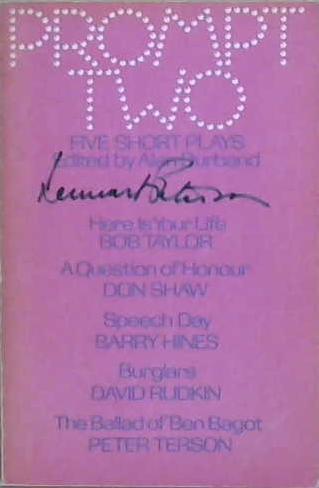 PROMPT
TWO
FIVE SHORT PLAYS
Edited by Alan Durband
Here Is Your Life
BOB TAYLOR
A Question of Honour
DON SHAW
Speech Day
BARRY HINES
Burglars
DAVID RUDKIN
The Ballad of Ben Bagot
PETER TERSON